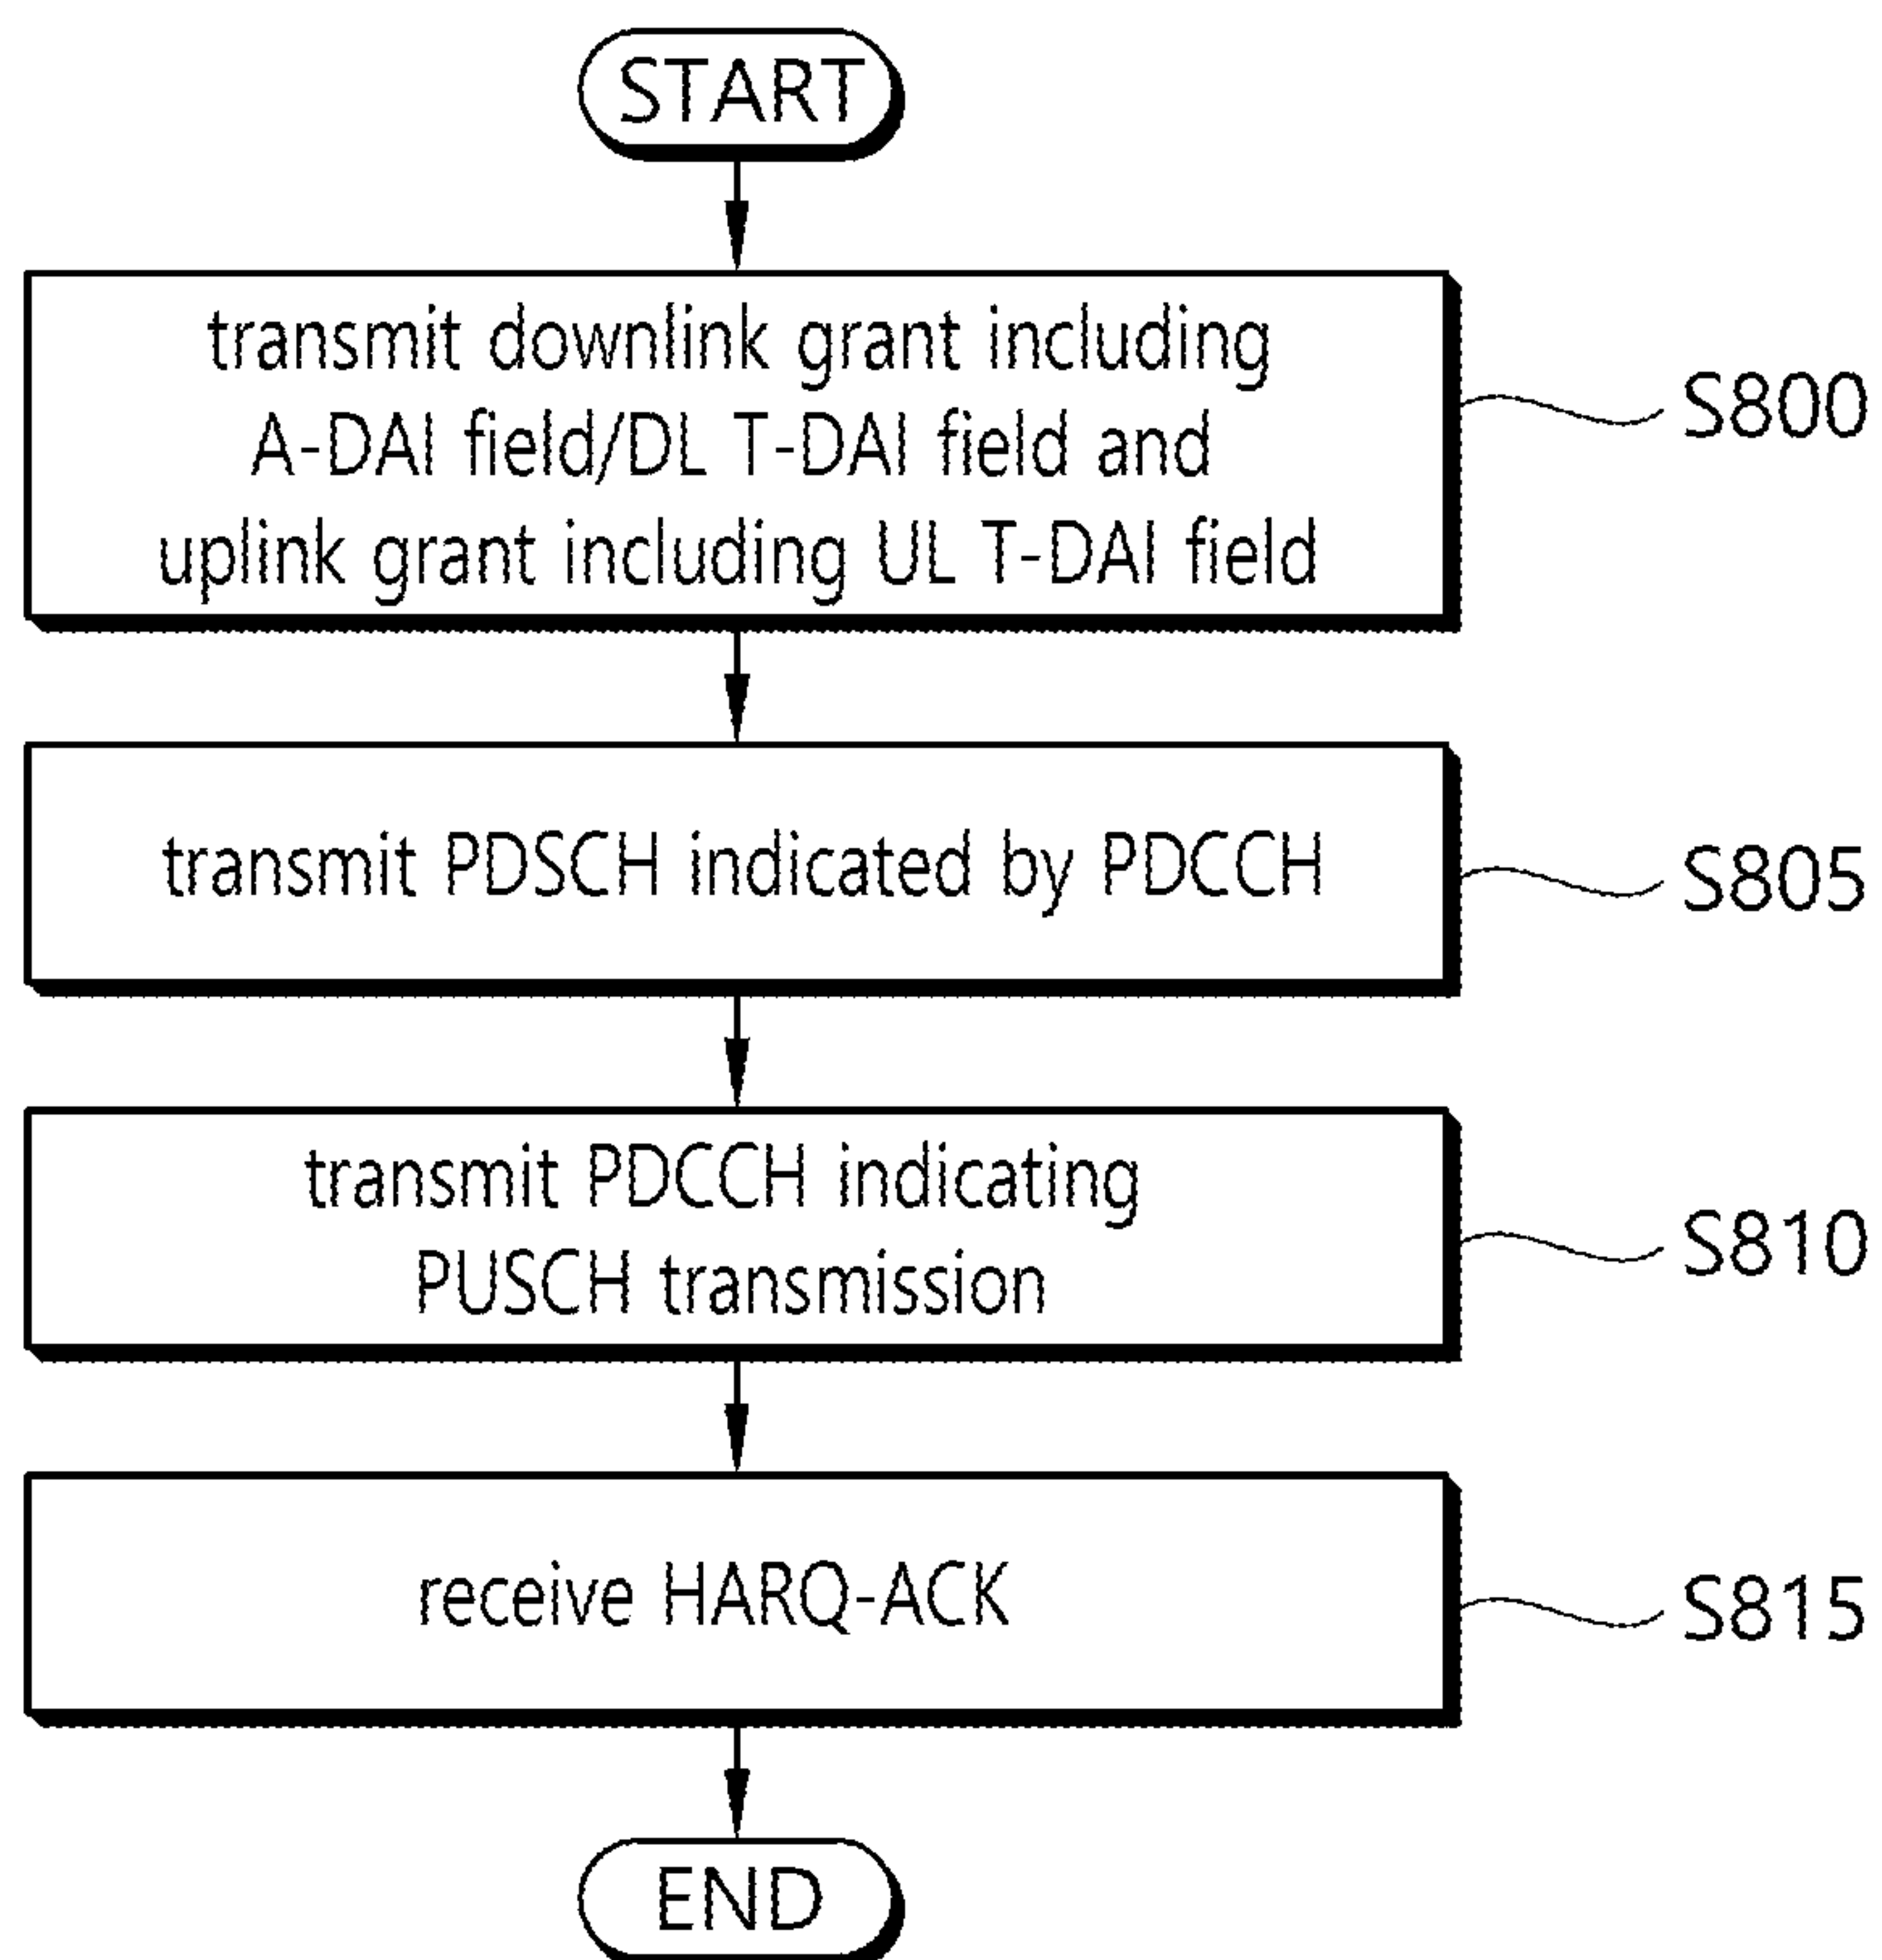 START
transmit downlink grant including
A-DAI field/DL T-DAI field and
uplink grant including UL T-DAI field
S800
transmit PDSCH indicated by PDCCH
S805
transmit PDCCH indicating
PUSCH transmission
S810
receive HARQ-ACK
S815
END